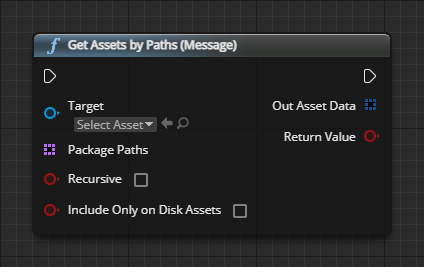 f Get Assets by Paths (Message)
Target
Select Asset
Out Asset Data
Package Paths
Return Value
Recursive
Include Only on Disk Assets